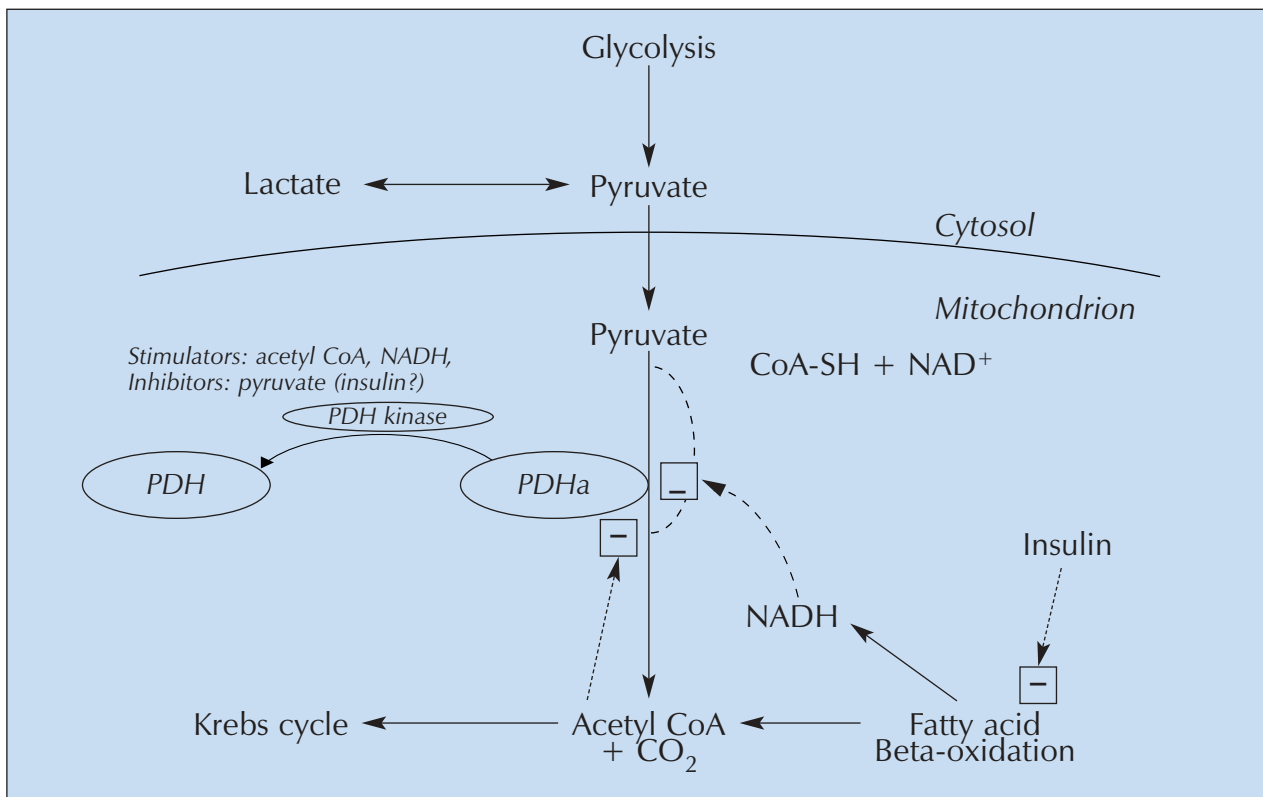 Glycolysis
Lactate
Pyruvate
Cytosol
Mitochondrion
Pyruvate
CoA-SH + NAD⁺
Stimulators: acetyl CoA, NADH,
Inhibitors: pyruvate (insulin?)
PDH kinase
PDH
PDHa
–
–
Insulin
NADH
–
Krebs cycle
Acetyl CoA
+ CO₂
Fatty acid
Beta-oxidation